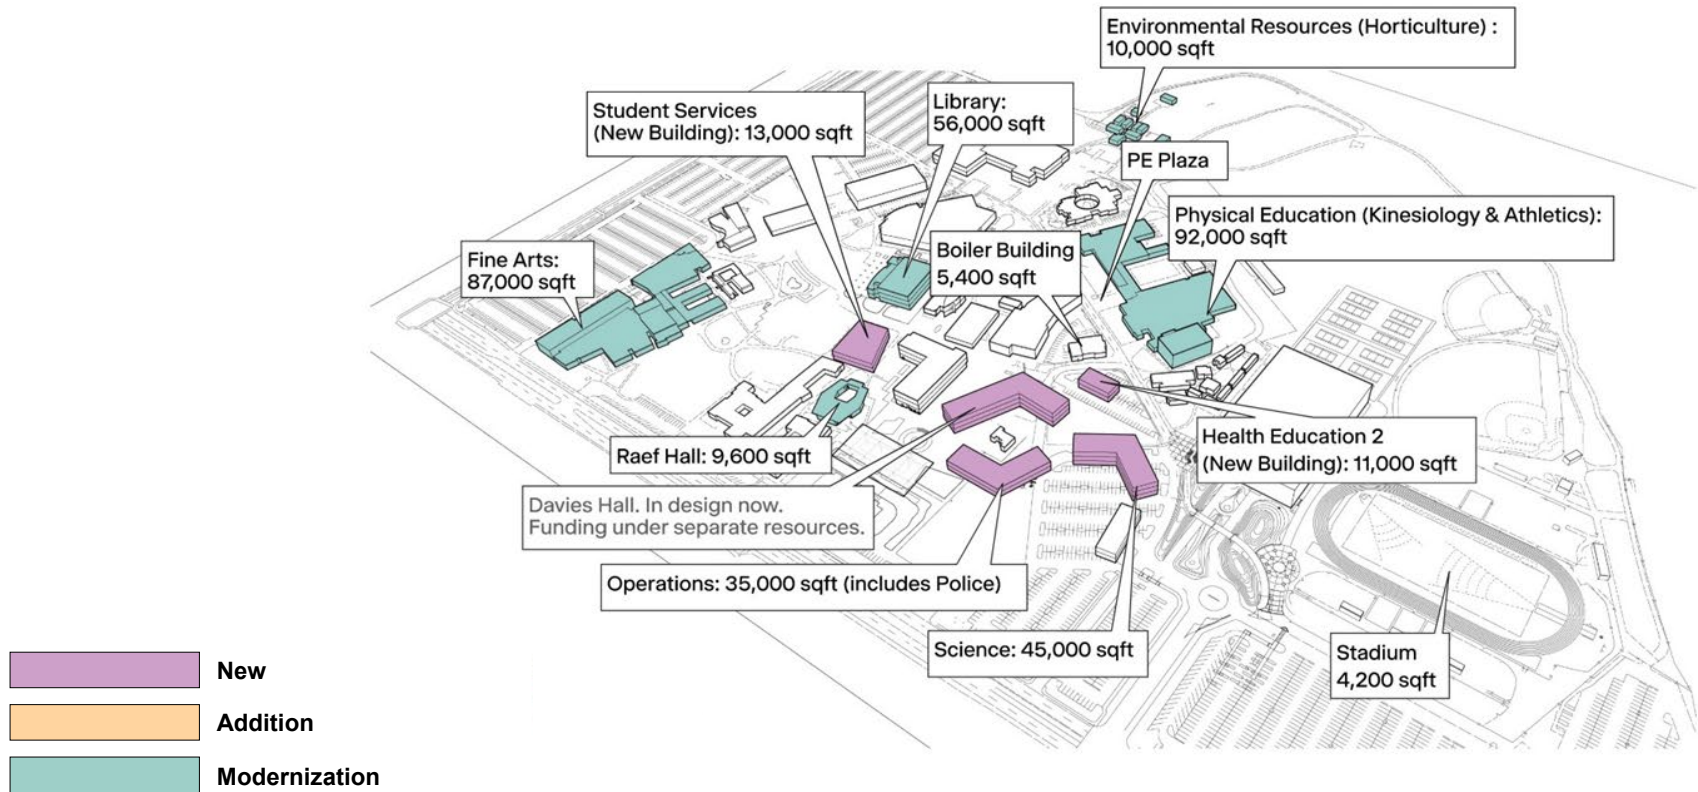 Environmental Resources (Horticulture) :
10,000 sqft
Student Services
(New Building): 13,000 sqft
Library:
56,000 sqft
PE Plaza
Physical Education (Kinesiology & Athletics):
92,000 sqft
Fine Arts:
87,000 sqft
Boiler Building
5,400 sqft
Raef Hall: 9,600 sqft
Health Education 2
(New Building): 11,000 sqft
Davies Hall. In design now.
Funding under separate resources.
Operations: 35,000 sqft (includes Police)
Science: 45,000 sqft
Stadium
4,200 sqft
New
Addition
Modernization